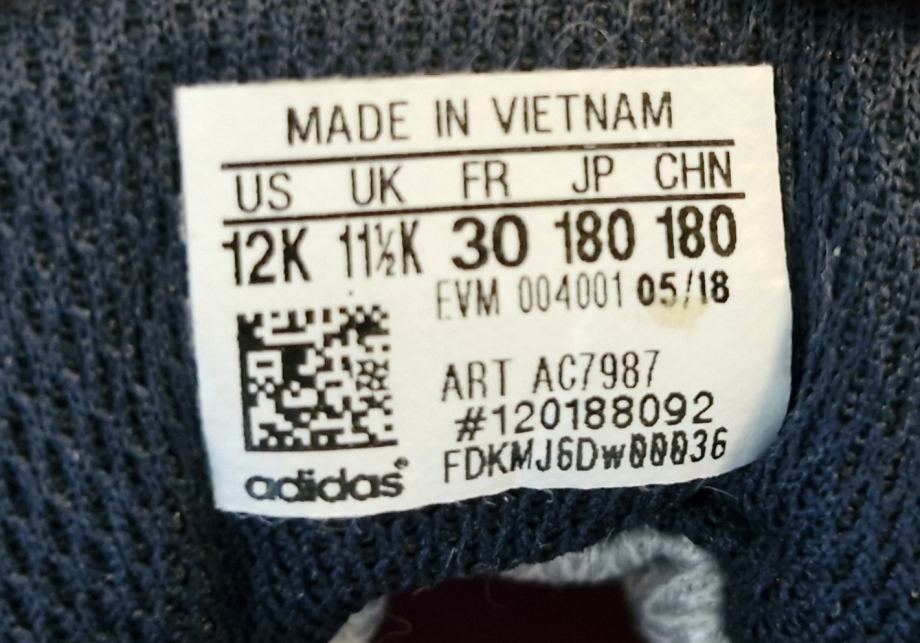 MADE IN VIETNAM
US UK FR JP CHN
12K 11½K 30 180 180
EVM 004001 05/18
ART AC7987
#120188092
FDKMJ6Dw00036
adidas®